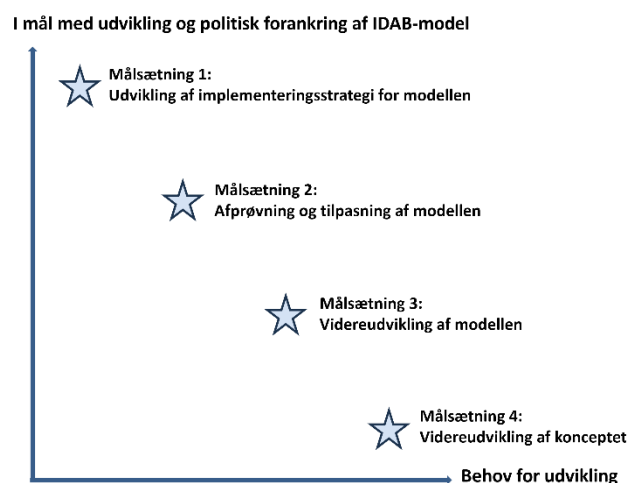 I mål med udvikling og politisk forankring af IDAB-model
Målsætning 1:
Udvikling af implementeringsstrategi for modellen
Målsætning 2:
Afprøvning og tilpasning af modellen
Målsætning 3:
Videreudvikling af modellen
Målsætning 4:
Videreudvikling af konceptet
Behov for udvikling